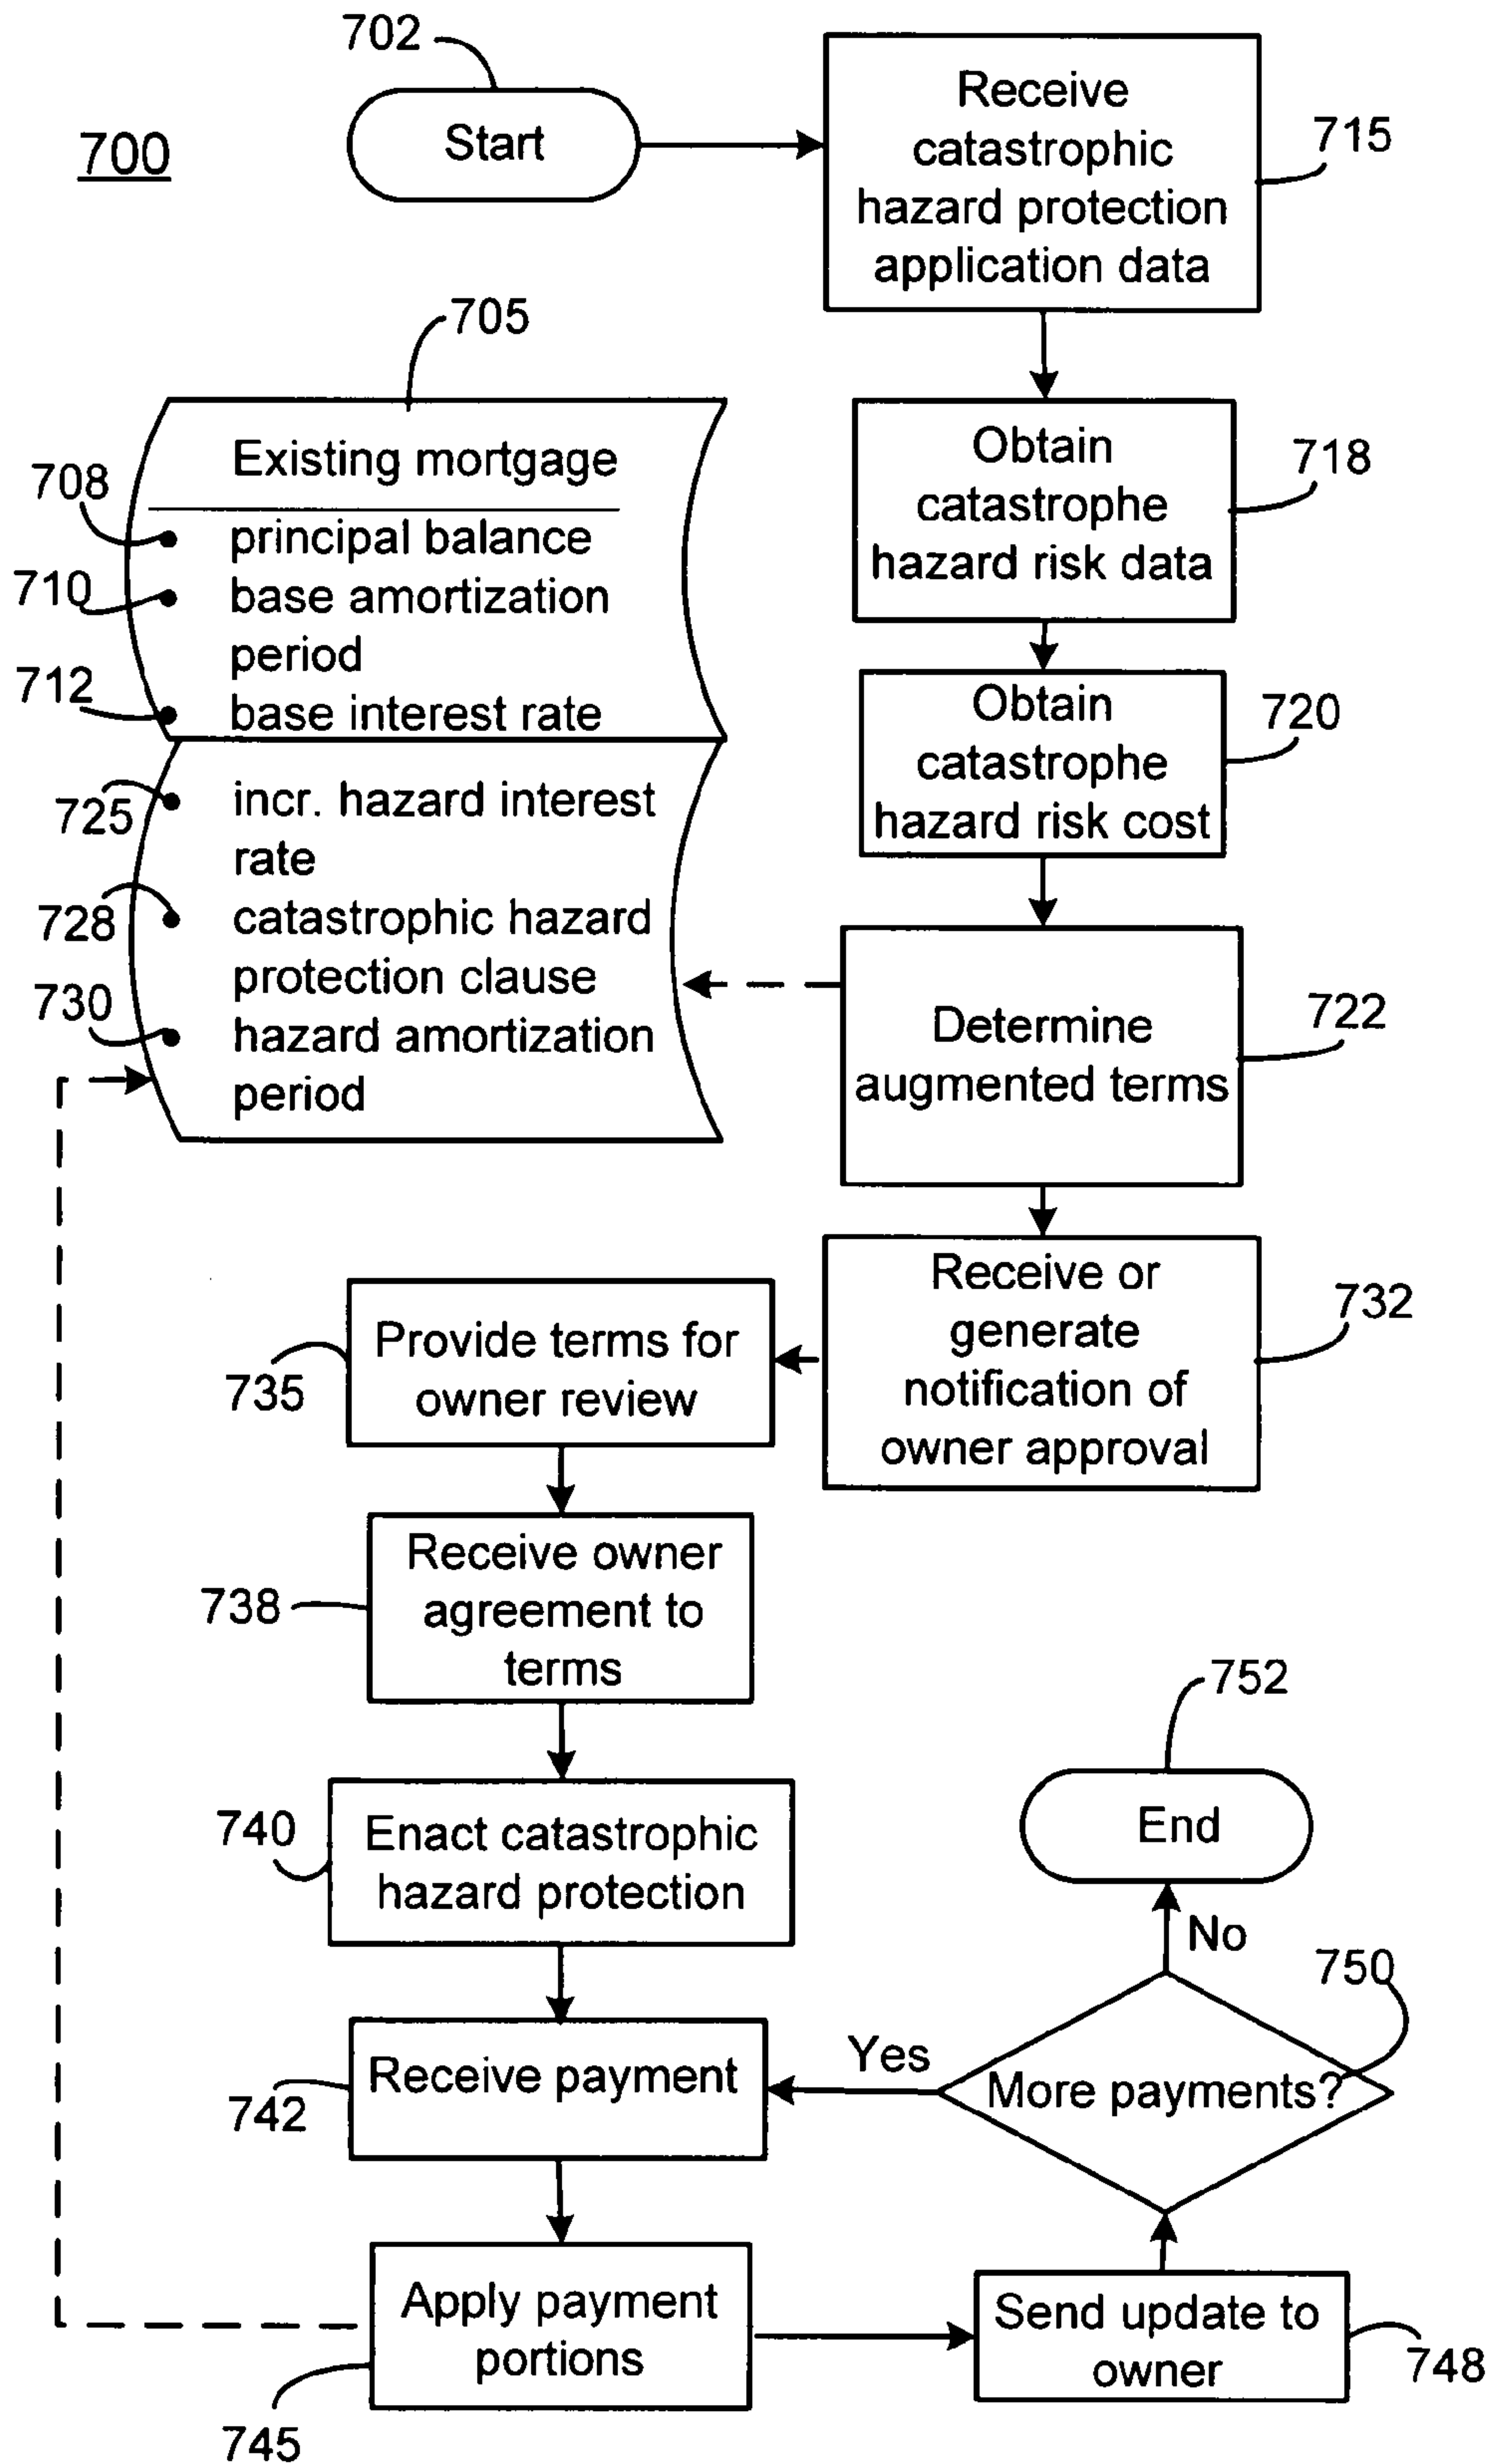 702
Start
700
Receive
catastrophic
hazard protection
application data
715
705
Existing mortgage
708
principal balance
710
base amortization
period
712
base interest rate
725
incr. hazard interest
rate
728
catastrophic hazard
protection clause
730
hazard amortization
period
Obtain
catastrophe
hazard risk data
718
Obtain
catastrophe
hazard risk cost
720
Determine
augmented terms
722
Receive or
generate
notification of
owner approval
732
Provide terms for
owner review
735
Receive owner
agreement to
terms
738
Enact catastrophic
hazard protection
740
Receive payment
742
Apply payment
portions
745
Send update to
owner
748
More payments?
750
Yes
No
End
752